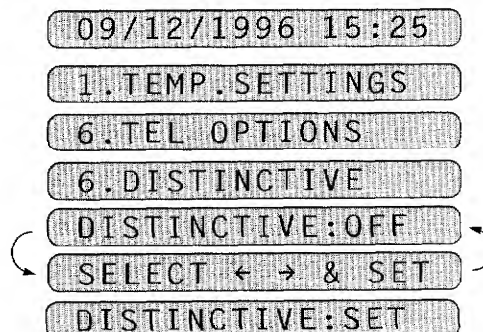 09/12/1996 15:25
1.TEMP.SETTINGS
6.TEL OPTIONS
6.DISTINCTIVE
DISTINCTIVE:OFF
SELECT ← → & SET
DISTINCTIVE:SET